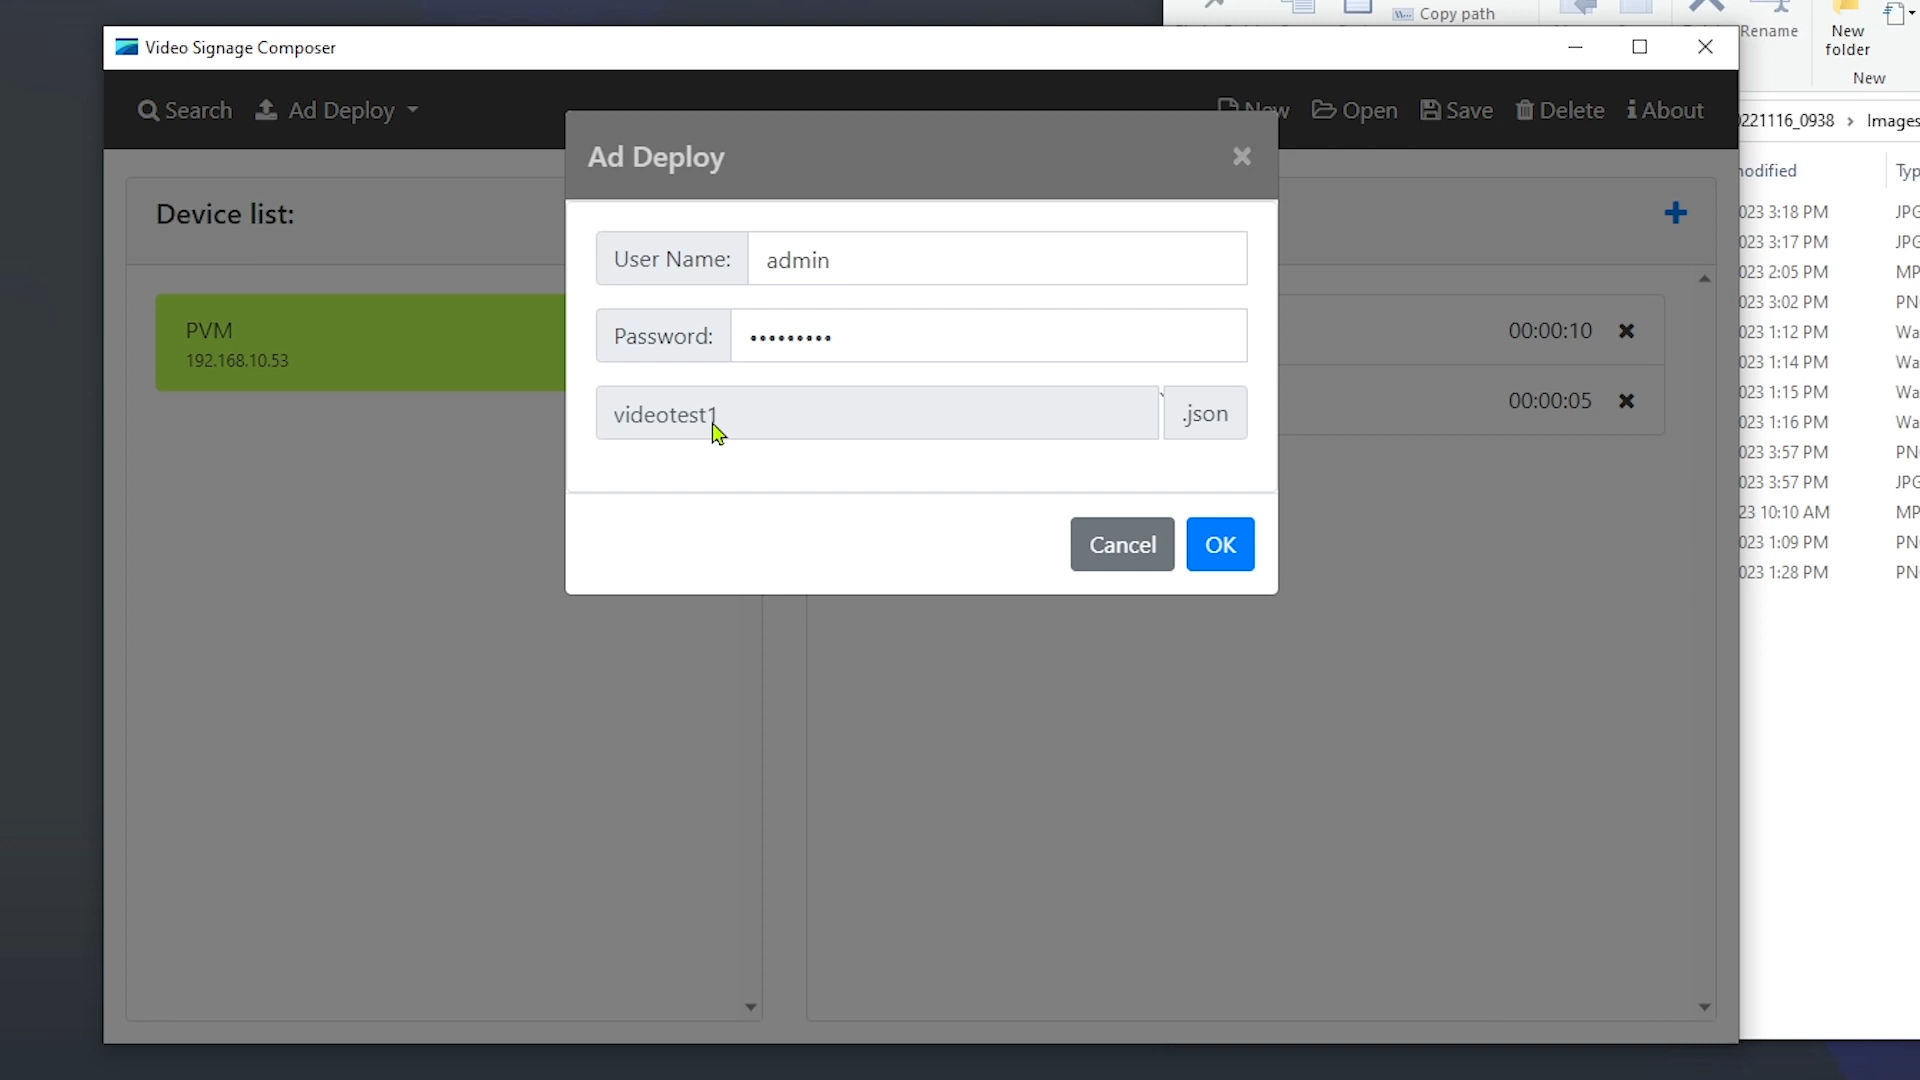 Copy path
Rename
New
folder
New
Video Signage Composer
Search
Ad Deploy
New
Open
Save
Delete
About
221116_0938 > Images
Device list:
PVM
192.168.10.53
Ad Deploy
User Name:
admin
Password:
•••••••••
videotest1
.json
Cancel
OK
00:00:10
00:00:05
modified
Typ
023 3:18 PM
JPG
023 3:17 PM
JPG
023 2:05 PM
MP
023 3:02 PM
PN
023 1:12 PM
Wa
023 1:14 PM
Wa
023 1:15 PM
Wa
023 1:16 PM
Wa
023 3:57 PM
PN
023 3:57 PM
JPG
23 10:10 AM
MP
023 1:09 PM
PN
023 1:28 PM
PN